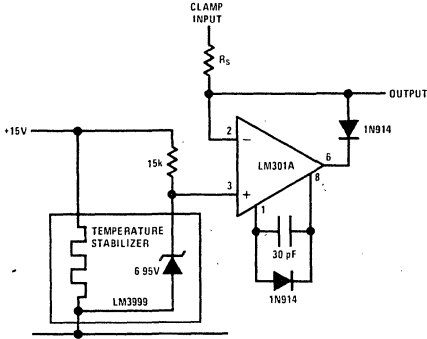 CLAMP
INPUT
RS
OUTPUT
+15V
15k
2
−
LM301A
6
1N914
8
3
+
1
TEMPERATURE
STABILIZER
30 pF
6 95V
1N914
LM3999